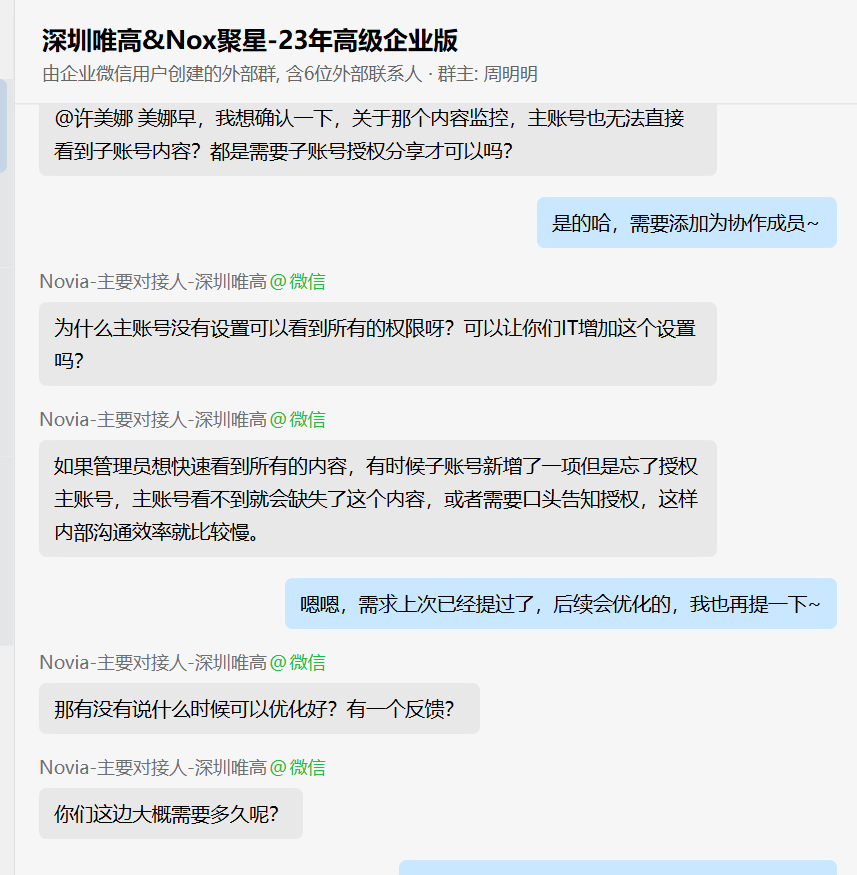 深圳唯高&Nox聚星-23年高级企业版
由企业微信用户创建的外部群, 含6位外部联系人 · 群主: 周明明
@许美娜 美娜早，我想确认一下，关于那个内容监控，主账号也无法直接
看到子账号内容？都是需要子账号授权分享才可以吗？
是的哈，需要添加为协作成员~
Novia-主要对接人-深圳唯高@微信
为什么主账号没有设置可以看到所有的权限呀？可以让你们IT增加这个设置
吗？
Novia-主要对接人-深圳唯高@微信
如果管理员想快速看到所有的内容，有时候子账号新增了一项但是忘了授权
主账号，主账号看不到就会缺失了这个内容，或者需要口头告知授权，这样
内部沟通效率就比较慢。
嗯嗯，需求上次已经提过了，后续会优化的，我也再提一下~
Novia-主要对接人-深圳唯高@微信
那有没有说什么时候可以优化好？有一个反馈？
Novia-主要对接人-深圳唯高@微信
你们这边大概需要多久呢？